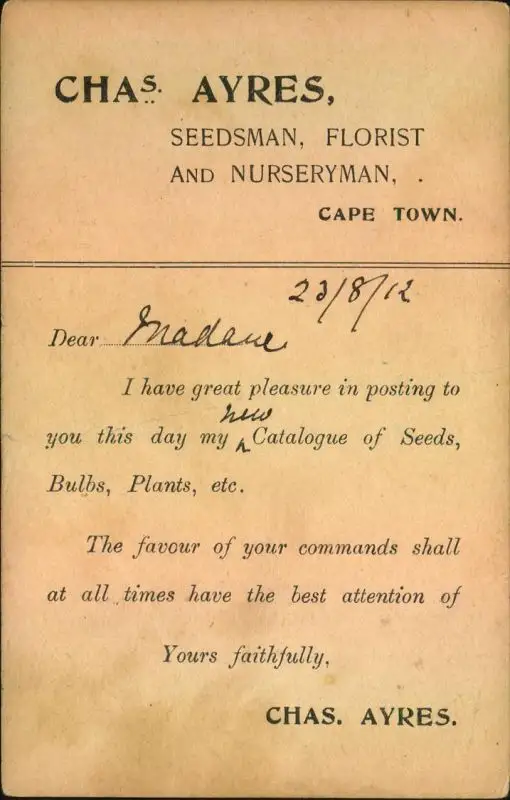 CHAS. AYRES,
SEEDSMAN, FLORIST
AND NURSERYMAN, .
CAPE TOWN.
23/8/12
Dear Madam
I have great pleasure in posting to
new
you this day my Catalogue of Seeds,
Bulbs, Plants, etc.
The favour of your commands shall
at all times have the best attention of
Yours faithfully,
CHAS. AYRES.